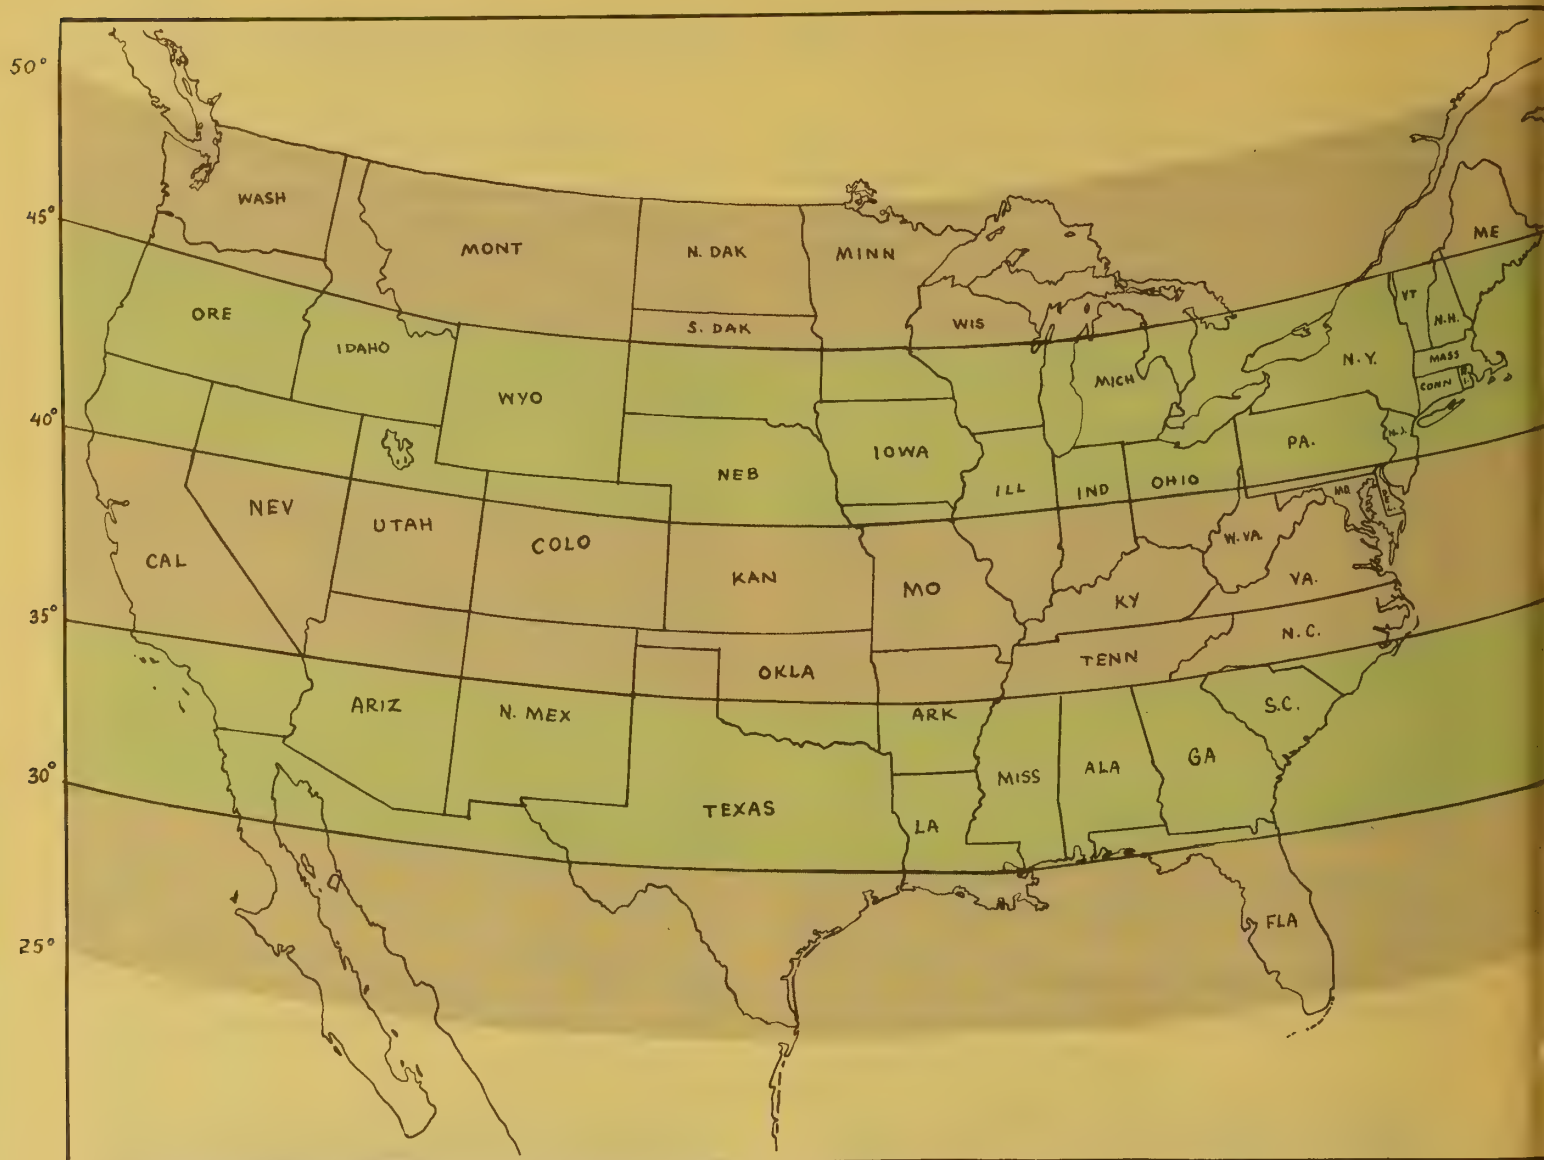 50°
45°
40°
35°
30°
25°
WASH
MONT
N. DAK
MINN
ME
ORE
IDAHO
S. DAK
WIS
VT
N.H.
WYO
MICH
N.Y.
MASS
CONN
R.I.
NEB
IOWA
ILL
IND
OHIO
PA.
N.J.
NEV
UTAH
COLO
CAL
KAN
MO
KY
W.VA.
MD.
VA.
N.C.
TENN
OKLA
ARIZ
N. MEX
ARK
S.C.
TEXAS
LA
MISS
ALA
GA
FLA